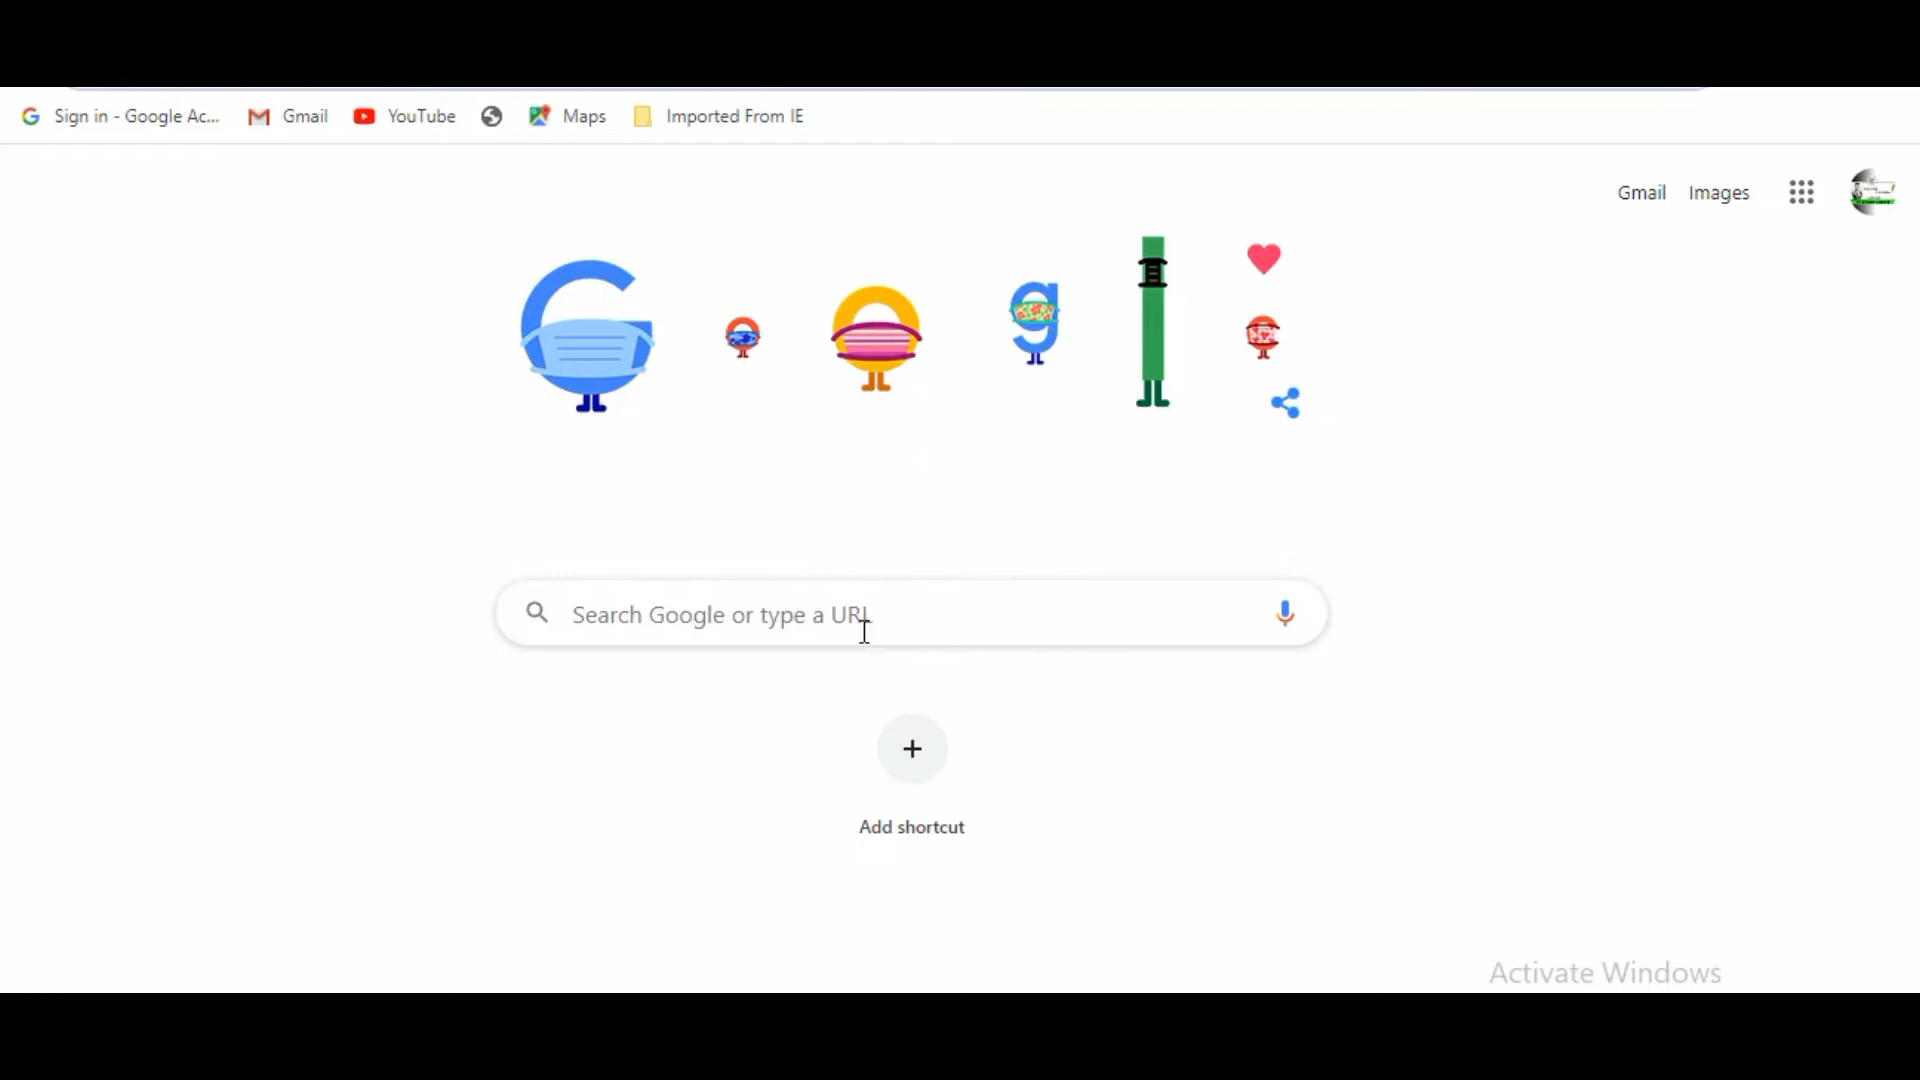 Sign in - Google Ac...
Gmail
YouTube
Maps
Imported From IE
Gmail
Images
Google
Search Google or type a URL
Add shortcut
Activate Windows